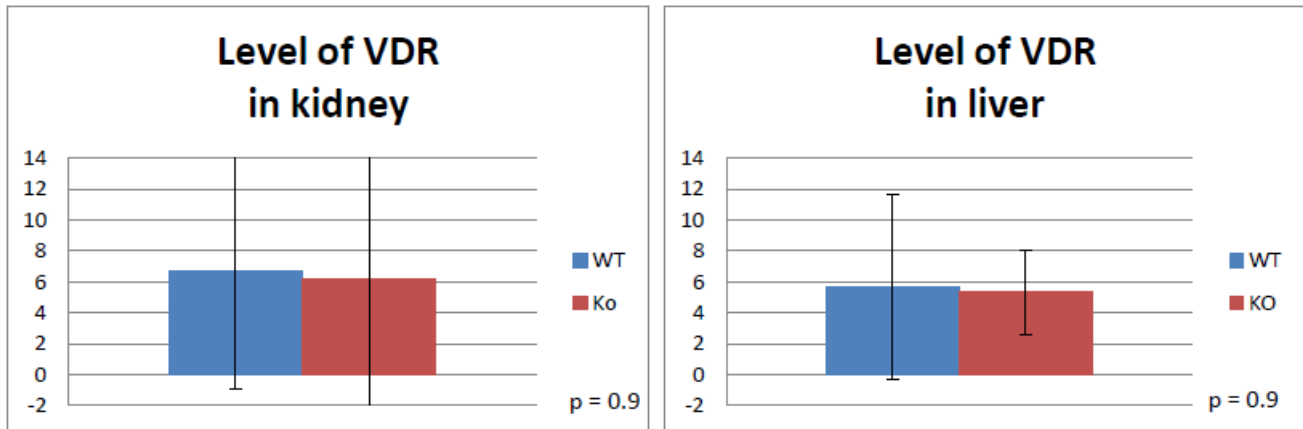 Level of VDR
in kidney
14
12
10
8
6
4
2
0
-2
WT
Ko
p = 0.9
Level of VDR
in liver
14
12
10
8
6
4
2
0
-2
WT
KO
p = 0.9